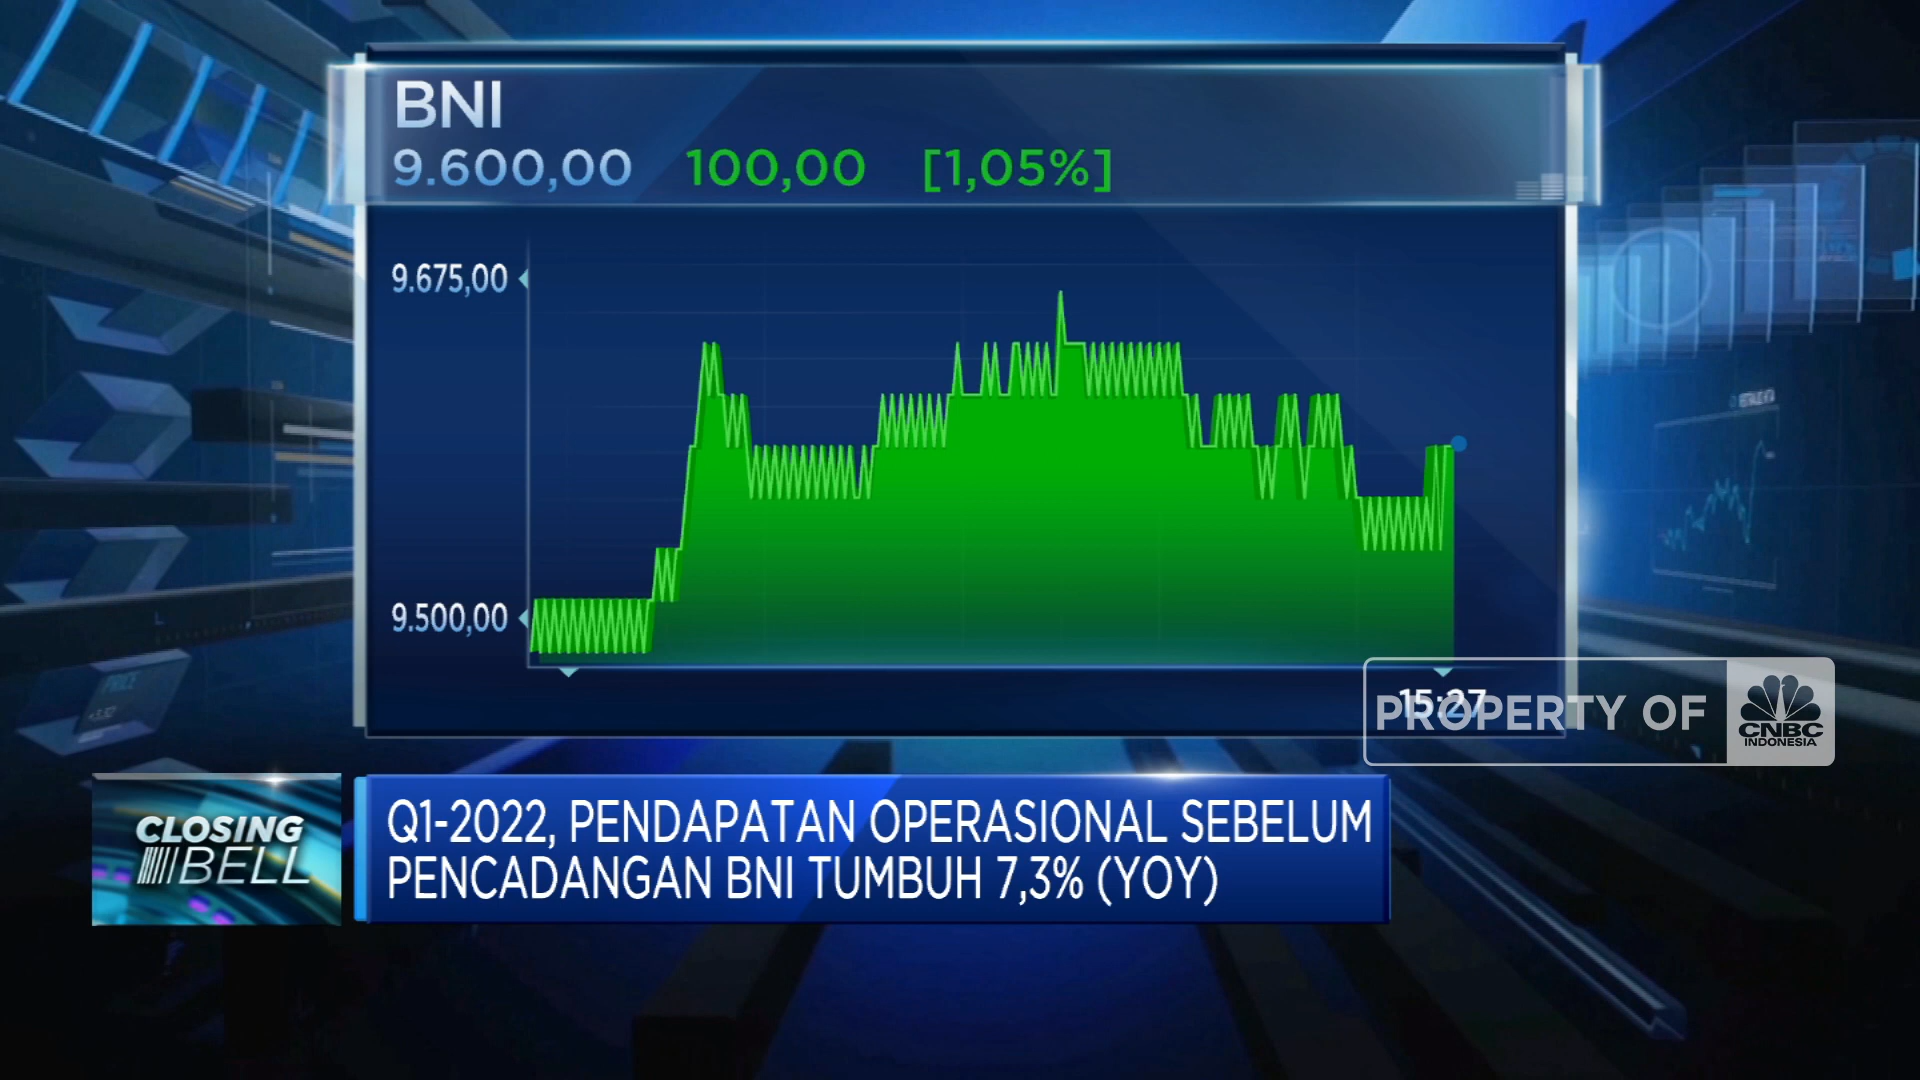 BNI
9.600,00 100,00 [1,05%]
9.675,00
9.500,00
15:27
PROPERTY OF
CNBC
INDONESIA
PRICE
CLOSING
BELL
Q1-2022, PENDAPATAN OPERASIONAL SEBELUM
PENCADANGAN BNI TUMBUH 7,3% (YOY)